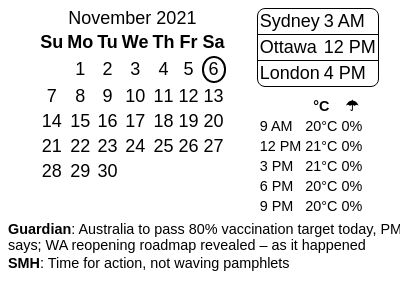 November 2021
Su Mo Tu We Th Fr Sa
1 2 3 4 5 6
7 8 9 10 11 12 13
14 15 16 17 18 19 20
21 22 23 24 25 26 27
28 29 30
Sydney 3 AM
Ottawa 12 PM
London 4 PM
°C ☂
9 AM 20°C 0%
12 PM 21°C 0%
3 PM 21°C 0%
6 PM 20°C 0%
9 PM 20°C 0%
Guardian: Australia to pass 80% vaccination target today, PM
says; WA reopening roadmap revealed – as it happened
SMH: Time for action, not waving pamphlets